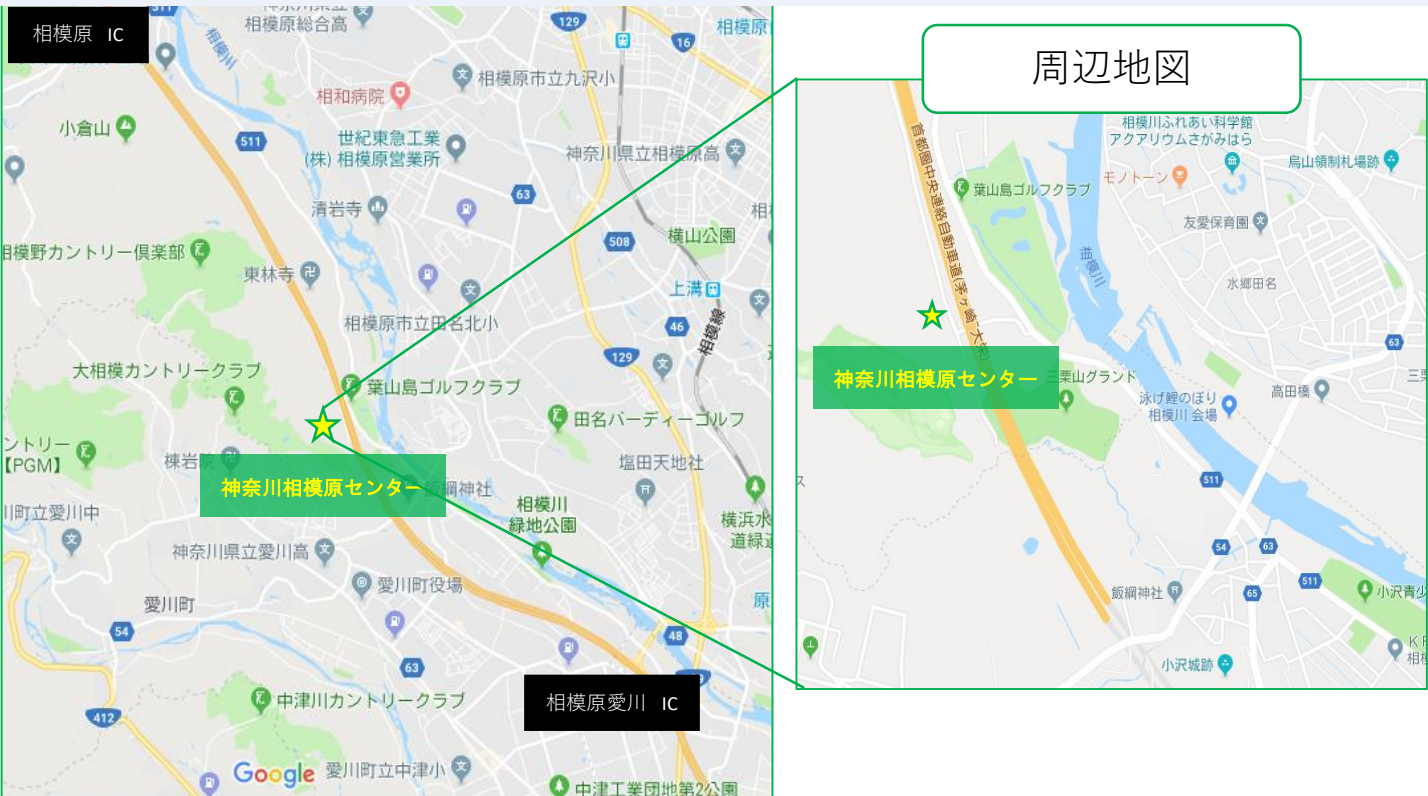 神奈川県立
相模原総合高
相模原 IC
511
相模川
129
16
相模原
相模原市立九沢小
相和病院
小倉山
511
世紀東急工業
(株) 相模原営業所
神奈川県立相模原高
63
清岩寺
508
横山公園
相模野カントリー倶楽部
東林寺
上溝
46
相模線
相模原市立田名北小
129
大相模カントリークラブ
葉山島ゴルフクラブ
田名バーディーゴルフ
ントリー
【PGM】
棟岩院
神奈川相模原センター
飯綱神社
塩田天地社
相模川
緑地公園
横浜水
道緑道
川町立愛川中
神奈川県立愛川高
愛川町役場
愛川町
原
54
48
63
相模原愛川 IC
中津川カントリークラブ
412
Google
愛川町立中津小
中津工業団地第2公園
周辺地図
首都圏中央連絡自動車道(茅ヶ崎
相模川ふれあい科学館
アクアリウムさがみはら
烏山領制札場跡
モノトーン
葉山島ゴルフクラブ
友愛保育園
相模川
水郷田名
63
神奈川相模原センター
三栗山グランド
泳げ鯉のぼり
相模川 会場
高田橋
511
54
63
511
65
飯綱神社
小沢青少
小沢城跡